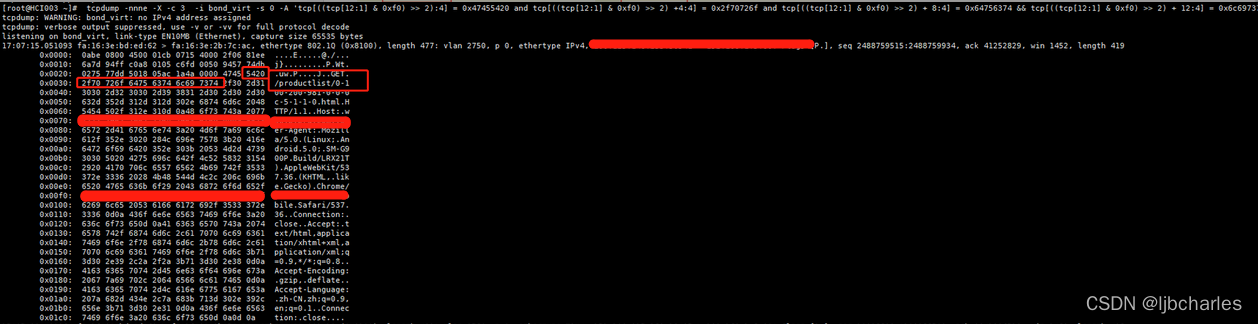 [root@HCI003 ~]# tcpdump -nnne -X -c 3 -i bond_virt -s 0 -A 'tcp[((tcp[12:1] & 0xf0) >> 2):4] = 0x47455420 and tcp[((tcp[12:1] & 0xf0) >> 2) +4:4] = 0x2f70726f and tcp[((tcp[12:1] & 0xf0) >> 2) + 8:4] = 0x64756374 && tcp[((tcp[12:1] & 0xf0) >> 2) + 12:4] = 0x6c69737
tcpdump: WARNING: bond_virt: no IPv4 address assigned
tcpdump: verbose output suppressed, use -v or -vv for full protocol decode
listening on bond_virt, link-type EN10MB (Ethernet), capture size 65535 bytes
17:07:15.051093 fa:16:3e:bd:ed:62 > fa:16:3e:2b:7c:ac, ethertype 802.1Q (0x8100), length 477: vlan 2750, p 0, ethertype IPv4, [P.], seq 2488759515:2488759934, ack 41252829, win 1452, length 419
0x0000: 0abe 0800 4500 01cb 0715 4000 2f06 81ee ....E.....@./...
0x0010: 6a7d 94ff c0a8 0105 c6fd 0050 9457 74db j}.........P.Wt.
0x0020: 0275 77dd 5018 05ac 1a4a 0000 4745 5420 .uw.P....J..GET.
0x0030: 2f70 726f 6475 6374 6c69 7374 2f30 2d31 /productlist/0-1
0x0040: 3030 2d32 3030 2d39 3831 2d30 2d30 2d30 00-200-981-0-0-0
0x0050: 632d 352d 312d 312d 302e 6874 6d6c 2048 c-5-1-1-0.html.H
0x0060: 5454 502f 312e 310d 0a48 6f73 743a 2077 TTP/1.1..Host:.w
0x0070:
0x0080: 6572 2d41 6765 6e74 3a20 4d6f 7a69 6c6c er-Agent:.Mozill
0x0090: 612f 352e 3020 284c 696e 7578 3b20 416e a/5.0.(Linux;.An
0x00a0: 6472 6f69 6420 352e 303b 2053 4d2d 4739 droid.5.0;.SM-G9
0x00b0: 3030 5020 4275 696c 642f 4c52 5832 3154 00P.Build/LRX21T
0x00c0: 2920 4170 706c 6557 6562 4b69 742f 3533 ).AppleWebKit/53
0x00d0: 372e 3336 2028 4b48 544d 4c2c 206c 696b 7.36.(KHTML,.lik
0x00e0: 6520 4765 636b 6f29 2043 6872 6f6d 652f e.Gecko).Chrome/
0x00f0:
0x0100: 6269 6c65 2053 6166 6172 692f 3533 372e bile.Safari/537.
0x0110: 3336 0d0a 436f 6e6e 6563 7469 6f6e 3a20 36..Connection:.
0x0120: 636c 6f73 650d 0a41 6363 6570 743a 2074 close..Accept:.t
0x0130: 6578 742f 6874 6d6c 2c61 7070 6c69 6361 ext/html,applica
0x0140: 7469 6f6e 2f78 6874 6d6c 2b78 6d6c 2c61 tion/xhtml+xml,a
0x0150: 7070 6c69 6361 7469 6f6e 2f78 6d6c 3b71 pplication/xml;q
0x0160: 3d30 2e39 2c2a 2f2a 3b71 3d30 2e38 0d0a =0.9,*/*;q=0.8..
0x0170: 4163 6365 7074 2d45 6e63 6f64 696e 673a Accept-Encoding:
0x0180: 2067 7a69 702c 2064 6566 6c61 7465 0d0a .gzip,.deflate..
0x0190: 4163 6365 7074 2d4c 616e 6775 6167 653a Accept-Language:
0x01a0: 207a 682d 434e 2c7a 683b 713d 302e 392c .zh-CN,zh;q=0.9,
0x01b0: 656e 3b71 3d30 2e31 0d0a 436f 6e6e 6563 en;q=0.1..Connec
0x01c0: 7469 6f6e 3a20 636c 6f73 650d 0a0d 0a tion:.close....
CSDN @ljbcharles